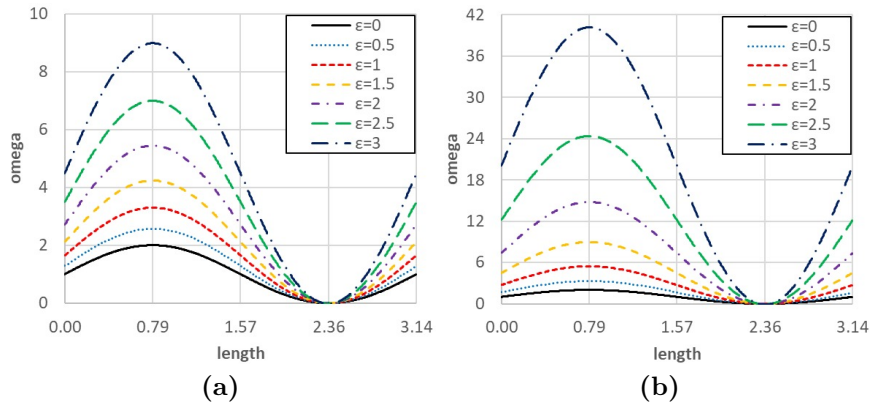 10
8
6
4
2
0
omega
0.00 0.79 1.57 2.36 3.14
length
ε=0
ε=0.5
ε=1
ε=1.5
ε=2
ε=2.5
ε=3
(a)
42
36
30
24
18
12
6
0
omega
0.00 0.79 1.57 2.36 3.14
length
ε=0
ε=0.5
ε=1
ε=1.5
ε=2
ε=2.5
ε=3
(b)